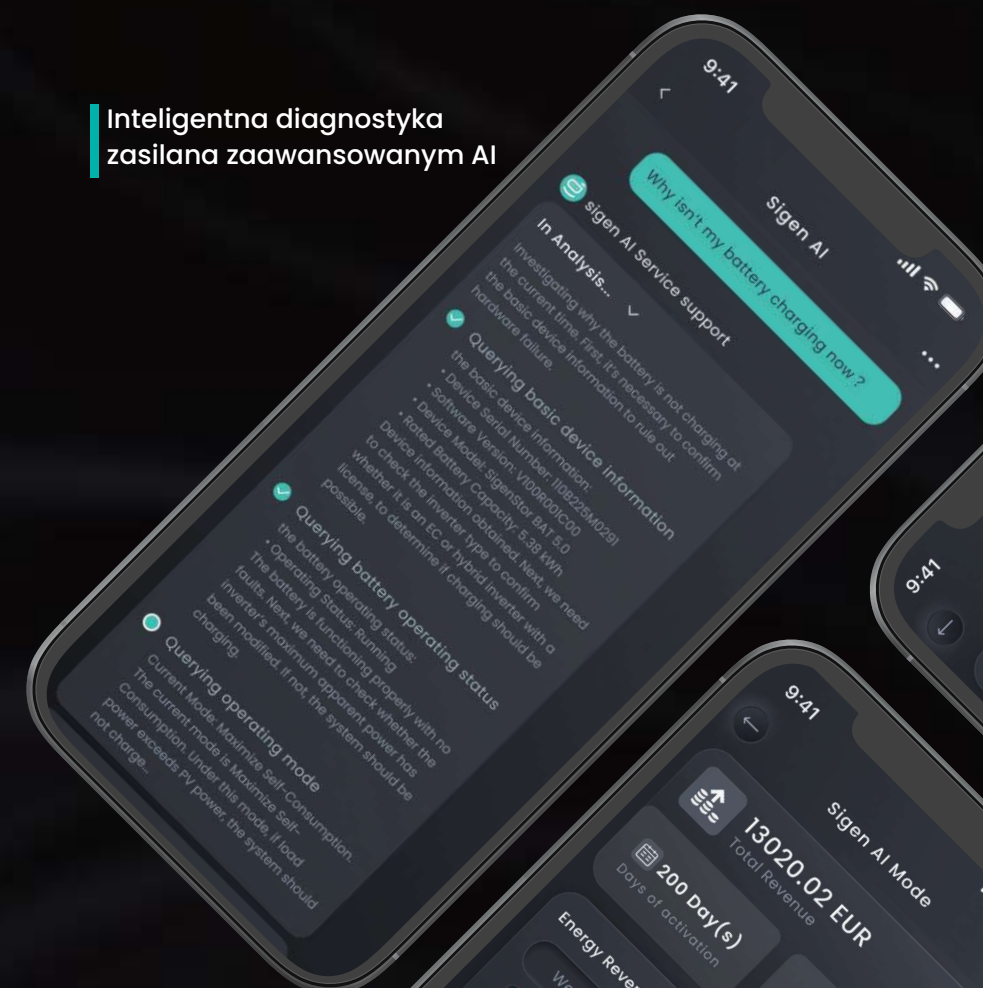 Inteligentna diagnostyka
zasilana zaawansowanym AI
9:41
Sigen AI
Why isn't my battery charging now ?
sigen AI Service support
In Analysis...
Investigating why the battery is not charging at
the current time. First, it's necessary to confirm
the basic device information to rule out
hardware failure.
Querying basic device information
the basic device information:
• Device Serial Number: 110B225M0291
• Software Version: V100R001C00
• Device Model: SigenStor BAT 5.0
• Rated Battery Capacity: 5.38 kWh
Device information obtained. Next, we need
to check the inverter type to confirm
whether it is an EC or hybrid inverter with a
license, to determine if charging should be
possible.
Querying battery operating status
the battery operating status:
• Operating Status: Running
The battery is functioning properly with no
faults. Next, we need to check whether the
inverter's maximum apparent power has
been modified. If not, the system should be
charging.
Querying operating mode
Current Mode: Maximize Self-Consumption.
The current mode is Maximize Self-
Consumption. Under this mode, if load
power exceeds PV power, the system should
not charge...
9:41
9:41
Sigen AI Mode
13020.02 EUR
Total Revenue
200 Day(s)
Days of activation
Energy Reven